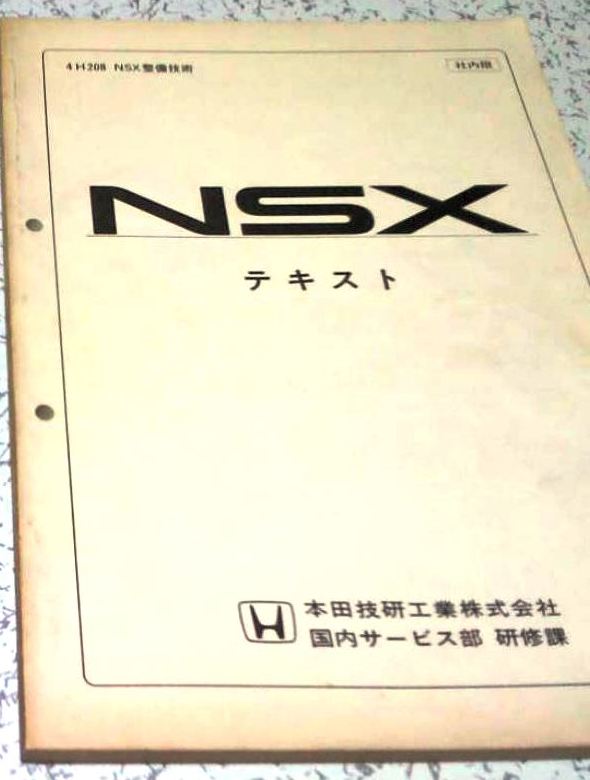 4H208 NSX整備技術
社内限
NSX
テキスト
本田技研工業株式会社
国内サービス部 研修課